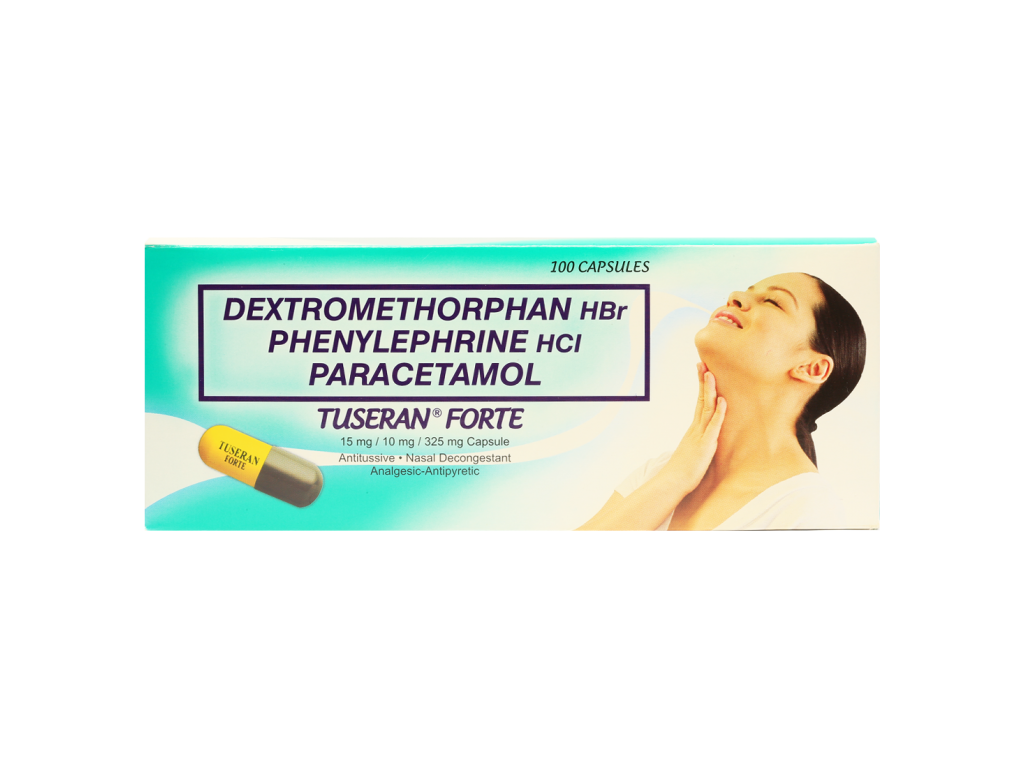 100 CAPSULES
DEXTROMETHORPHAN HBr
PHENYLEPHRINE HCl
PARACETAMOL
TUSERAN® FORTE
15 mg / 10 mg / 325 mg Capsule
Antitussive • Nasal Decongestant
Analgesic-Antipyretic
TUSERAN
FORTE